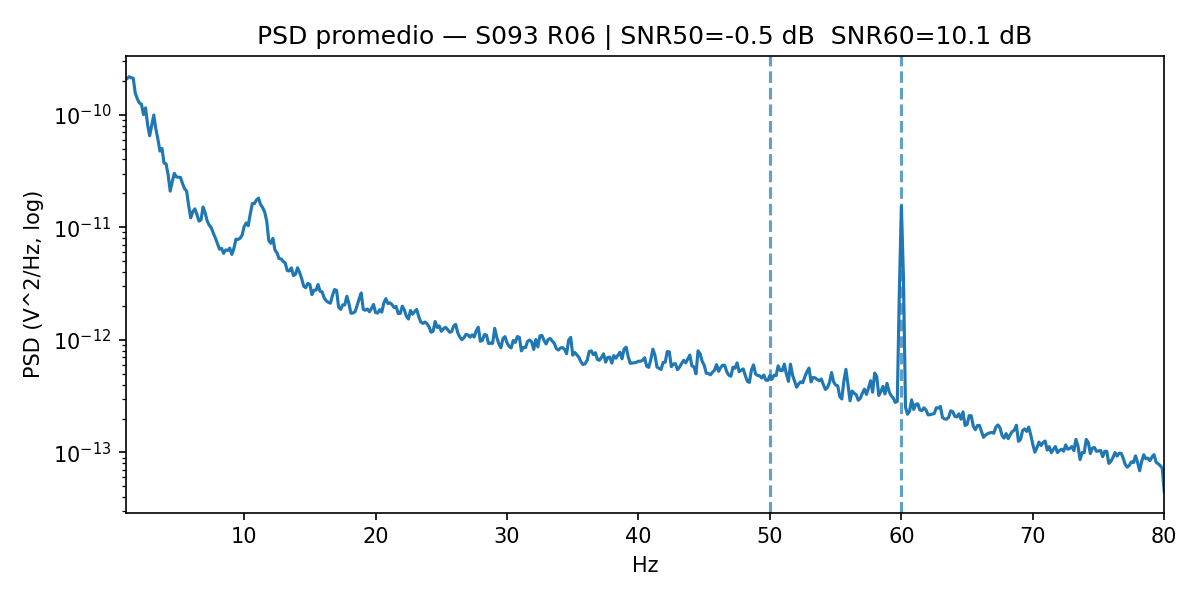 PSD promedio — S093 R06 | SNR50=-0.5 dB  SNR60=10.1 dB
PSD (V^2/Hz, log)
10⁻¹⁰
10⁻¹¹
10⁻¹²
10⁻¹³
10 20 30 40 50 60 70 80
Hz